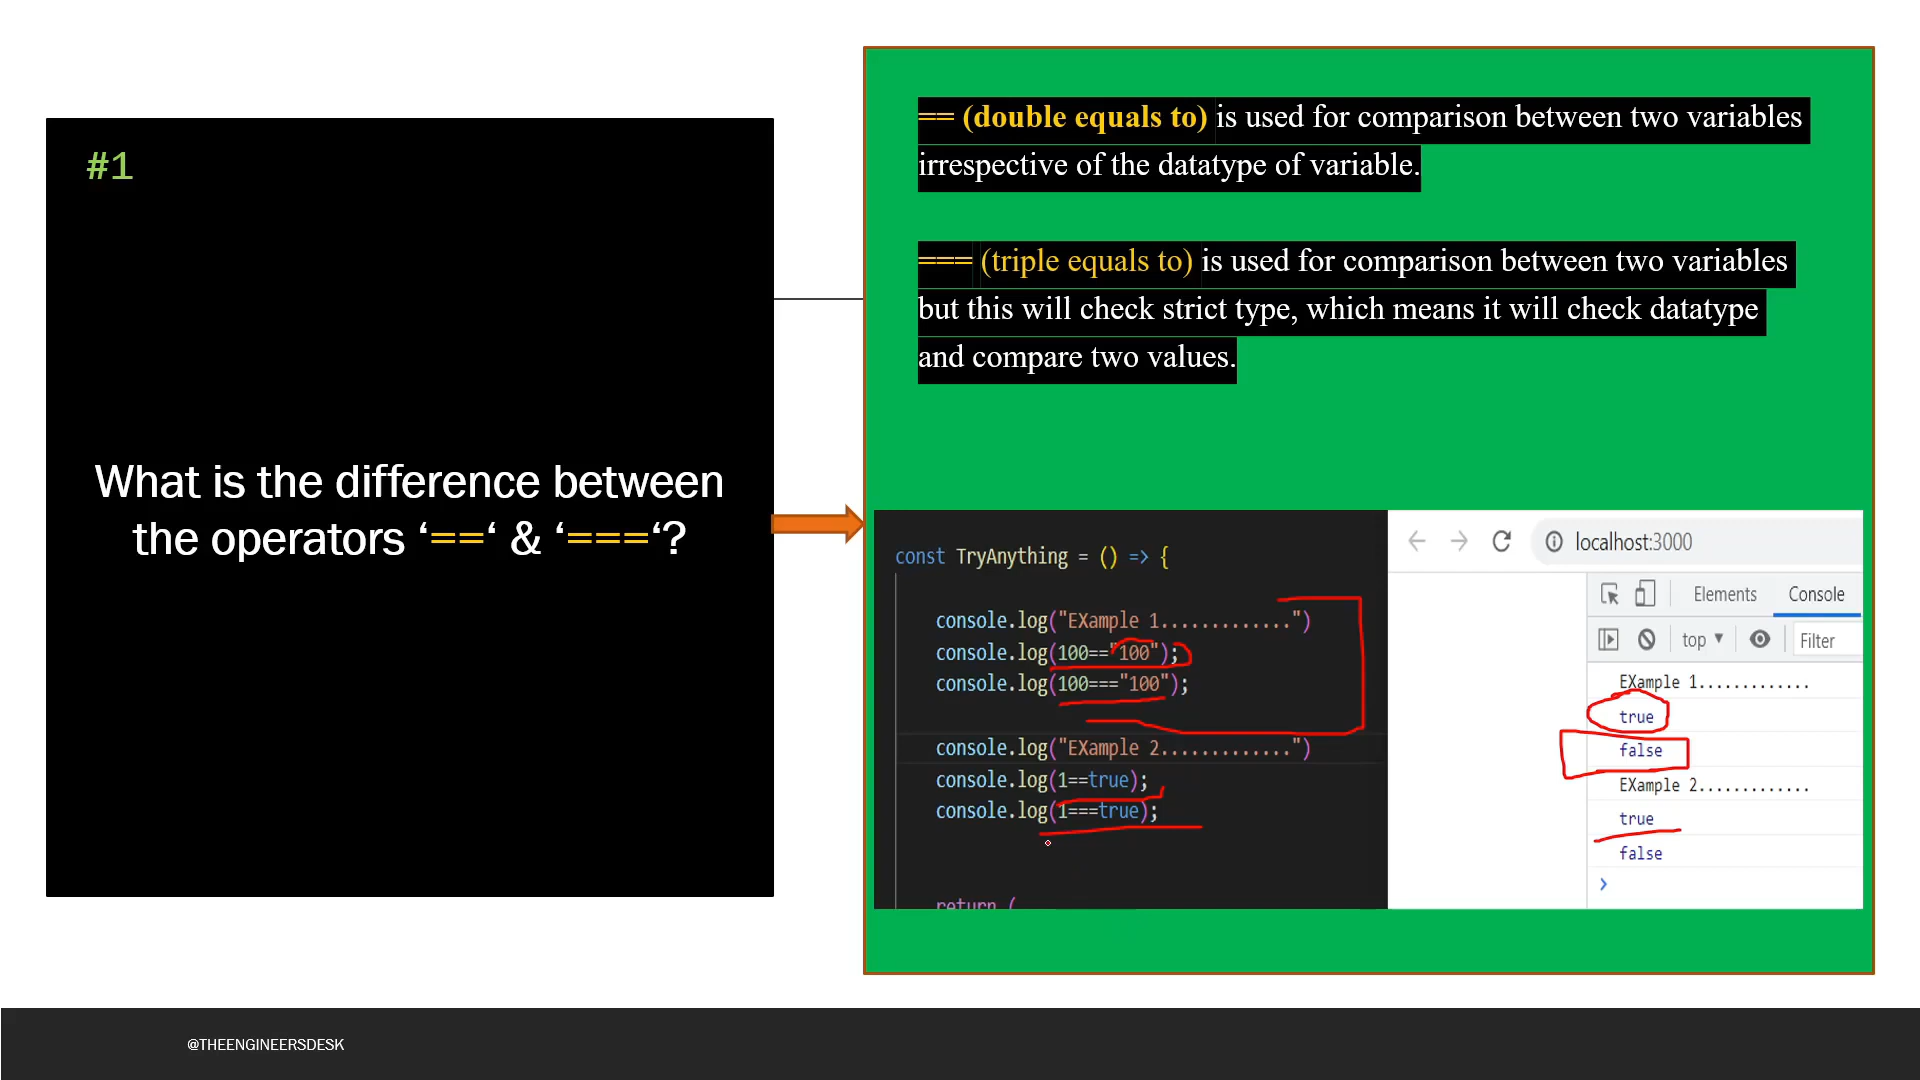 #1
What is the difference between
the operators ‘==‘ & ‘===‘?
== (double equals to) is used for comparison between two variables
irrespective of the datatype of variable.
=== (triple equals to) is used for comparison between two variables
but this will check strict type, which means it will check datatype
and compare two values.
const TryAnything = () => {
console.log("EXample 1.............")
console.log(100=="100");
console.log(100==="100");
console.log("EXample 2.............")
console.log(1==true);
console.log(1===true);
return (
localhost:3000
Elements Console
top Filter
EXample 1.............
true
false
EXample 2.............
true
false
@THEENGINEERSDESK